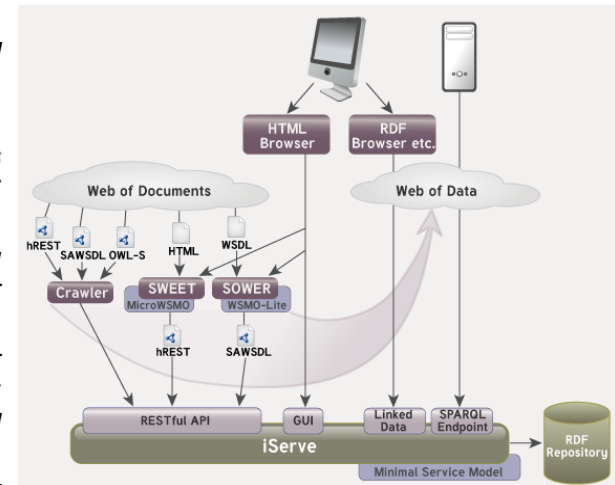 HTML
Browser
RDF
Browser etc.
Web of Documents
Web of Data
hREST
SAWSDL
OWL-S
HTML
WSDL
Crawler
SWEET
SOWER
MicroWSMO
WSMO-Lite
hREST
SAWSDL
RESTful API
GUI
Linked
Data
SPARQL
Endpoint
iServe
RDF
Repository
Minimal Service Model